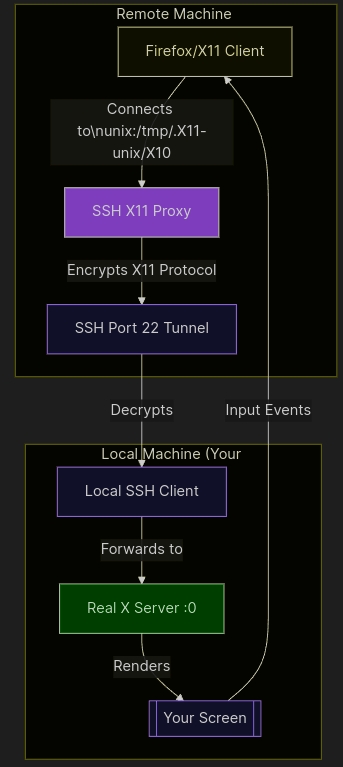 Remote Machine
Firefox/X11 Client
Connects
to\nunix:/tmp/.X11-
unix/X10
SSH X11 Proxy
Encrypts X11 Protocol
SSH Port 22 Tunnel
Decrypts
Input Events
Local Machine (Your
Local SSH Client
Forwards to
Real X Server :0
Renders
Your Screen